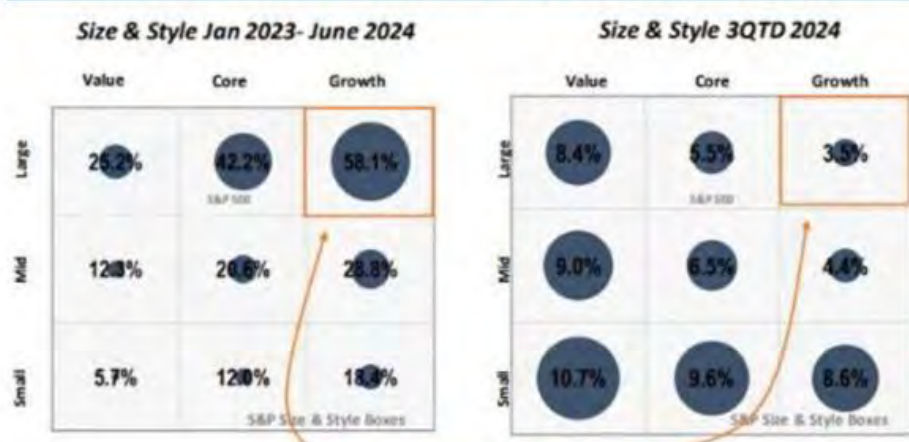 Size & Style Jan 2023- June 2024
Value Core Growth
Large 25.2% 42.2% 58.1%
S&P 500
Mid 12.3% 20.6% 28.8%
Small 5.7% 12.0% 18.4%
S&P Size & Style Boxes
Size & Style 3QTD 2024
Value Core Growth
Large 8.4% 5.5% 3.5%
S&P 500
Mid 9.0% 6.5% 4.4%
Small 10.7% 9.6% 8.6%
S&P Size & Style Boxes